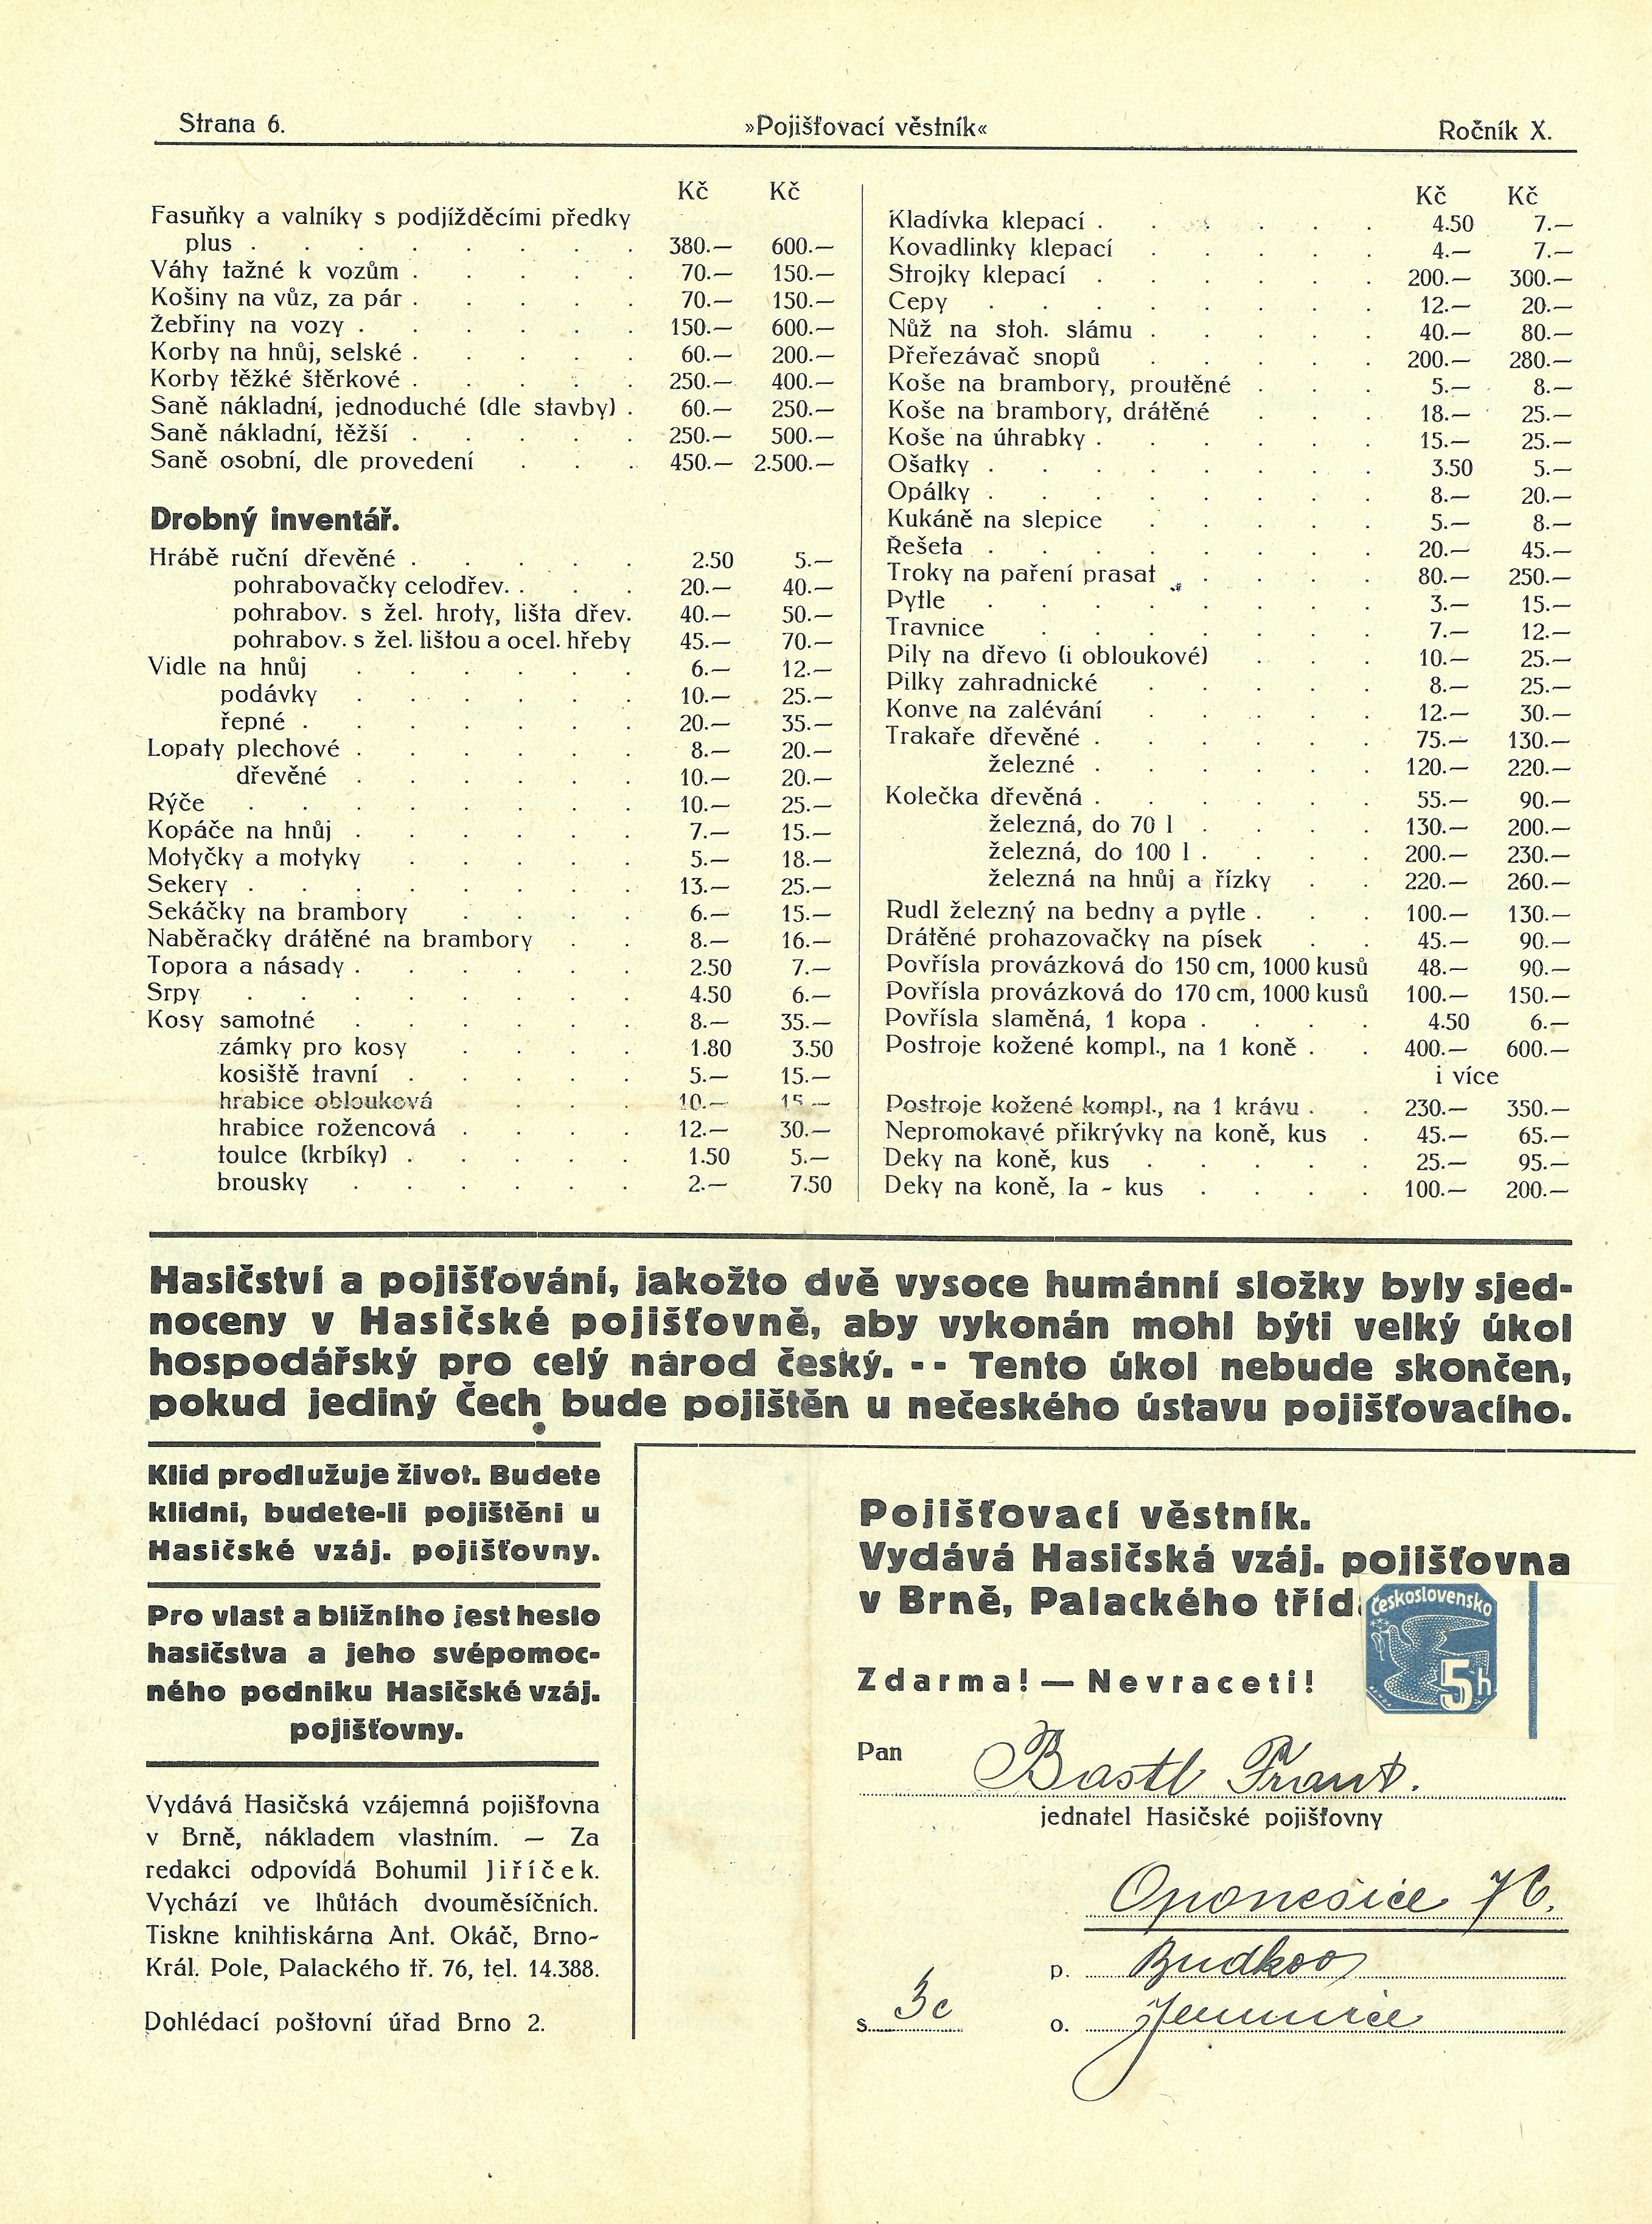 Strana 6. »Pojišťovací věstník« Ročník X.
Kč Kč
Fasuňky a valníky s podjížděcími předky
plus . . . . . . . . 380.— 600.—
Váhy tažné k vozům . . . . . 70.— 150.—
Košiny na vůz, za pár . . . . . 70.— 150.—
Žebřiny na vozy . . . . . . 150.— 600.—
Korby na hnůj, selské . . . . . 60.— 200.—
Korby těžké štěrkové . . . . . 250.— 400.—
Saně nákladní, jednoduché (dle stavby) . 60.— 250.—
Saně nákladní, těžší . . . . . 250.— 500.—
Saně osobní, dle provedení . . . 450.— 2.500.—
Drobný inventář.
Hrábě ruční dřevěné . . . . . 2.50 5.—
pohrabovačky celodřev. . . . 20.— 40.—
pohrabov. s žel. hroty, lišta dřev. 40.— 50.—
pohrabov. s žel. lištou a ocel. hřeby 45.— 70.—
Vidle na hnůj . . . . . . 6.— 12.—
podávky . . . . . . 10.— 25.—
řepné . . . . . . . 20.— 35.—
Lopaty plechové . . . . . . 8.— 20.—
dřevěné . . . . . . 10.— 20.—
Rýče . . . . . . . . 10.— 25.—
Kopáče na hnůj . . . . . . 7.— 15.—
Motyčky a motyky . . . . . 5.— 18.—
Sekery . . . . . . . . 13.— 25.—
Sekáčky na brambory . . . . 6.— 15.—
Naběračky drátěné na brambory . . 8.— 16.—
Topora a násady . . . . . . 2.50 7.—
Srpy . . . . . . . . 4.50 6.—
Kosy samotné . . . . . . 8.— 35.—
zámky pro kosy . . . . 1.80 3.50
kosiště travní . . . . . 5.— 15.—
hrabice oblouková . . . 10.— 15.—
hrabice rožencová . . . . 12.— 30.—
toulce (krbíky) . . . . . 1.50 5.—
brousky . . . . . . 2.— 7.50
Kč Kč
Kladívka klepací . . . . . . 4.50 7.—
Kovadlinky klepací . . . . . 4.— 7.—
Strojky klepací . . . . . . 200.— 300.—
Cepy . . . . . . . . 12.— 20.—
Nůž na stoh. slámu . . . . . 40.— 80.—
Přeřezávač snopů . . . . . 200.— 280.—
Koše na brambory, proutěné . . . 5.— 8.—
Koše na brambory, drátěné . . . 18.— 25.—
Koše na úhrabky . . . . . . 15.— 25.—
Ošatky . . . . . . . . 3.50 5.—
Opálky . . . . . . . . 8.— 20.—
Kukáně na slepice . . . . . 5.— 8.—
Řešeta . . . . . . . . 20.— 45.—
Troky na paření prasat . . . . 80.— 250.—
Pytle . . . . . . . . 3.— 15.—
Travnice . . . . . . . 7.— 12.—
Pily na dřevo (i obloukové) . . . 10.— 25.—
Pilky zahradnické . . . . . 8.— 25.—
Konve na zalévání . . . . . 12.— 30.—
Trakaře dřevěné . . . . . . 75.— 130.—
železné . . . . . . 120.— 220.—
Kolečka dřevěná . . . . . . 55.— 90.—
železná, do 70 l . . . . 130.— 200.—
železná, do 100 l . . . . 200.— 230.—
železná na hnůj a řízky . . 220.— 260.—
Rudl železný na bedny a pytle . . . 100.— 130.—
Drátěné prohazovačky na písek . . 45.— 90.—
Povřísla provázková do 150 cm, 1000 kusů 48.— 90.—
Povřísla provázková do 170 cm, 1000 kusů 100.— 150.—
Povřísla slaměná, 1 kopa . . . . 4.50 6.—
Postroje kožené kompl., na 1 koně . . 400.— 600.—
i více
Postroje kožené kompl., na 1 krávu . . 230.— 350.—
Nepromokavé přikrývky na koně, kus . 45.— 65.—
Deky na koně, kus . . . . . 25.— 95.—
Deky na koně, Ia - kus . . . . 100.— 200.—
Hasičství a pojišťování, jakožto dvě vysoce humánní složky byly sjed-
noceny v Hasičské pojišťovně, aby vykonán mohl býti velký úkol
hospodářský pro celý národ český. -- Tento úkol nebude skončen,
pokud jediný Čech bude pojištěn u nečeského ústavu pojišťovacího.
Klid prodlužuje život. Budete
klidni, budete-li pojištěni u
Hasičské vzáj. pojišťovny.
Pro vlast a bližního jest heslo
hasičstva a jeho svépomoc-
ného podniku Hasičské vzáj.
pojišťovny.
Vydává Hasičská vzájemná pojišťovna
v Brně, nákladem vlastním. — Za
redakci odpovídá Bohumil Jiříček.
Vychází ve lhůtách dvouměsíčních.
Tiskne knihtiskárna Ant. Okáč, Brno-
Král. Pole, Palackého tř. 76, tel. 14.388.
Dohlédací poštovní úřad Brno 2.
Pojišťovací věstník.
Vydává Hasičská vzáj. pojišťovna
v Brně, Palackého tříd
československo
5h
Zdarma! — Nevraceti!
Pan Bastl Frant.
jednatel Hasičské pojišťovny
Oponešice 76.
p. Budkov
s. 3c o. Jemnice